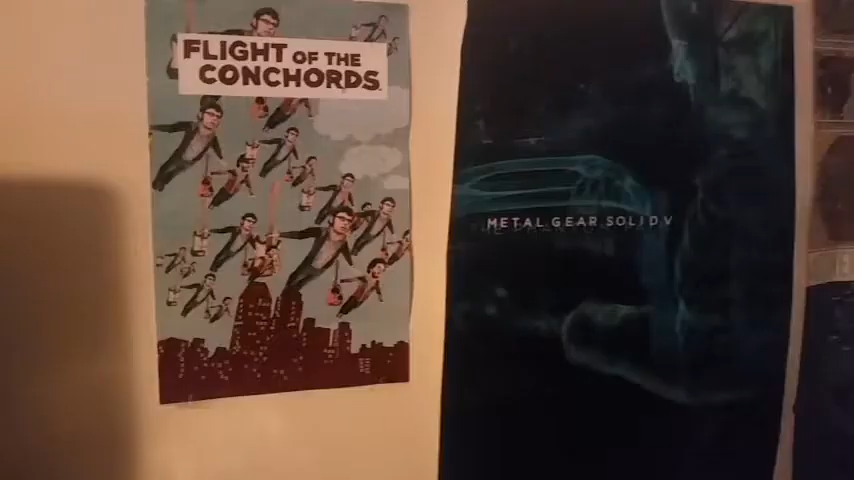 FLIGHT OF THE
CONCHORDS
METAL GEAR SOLID V